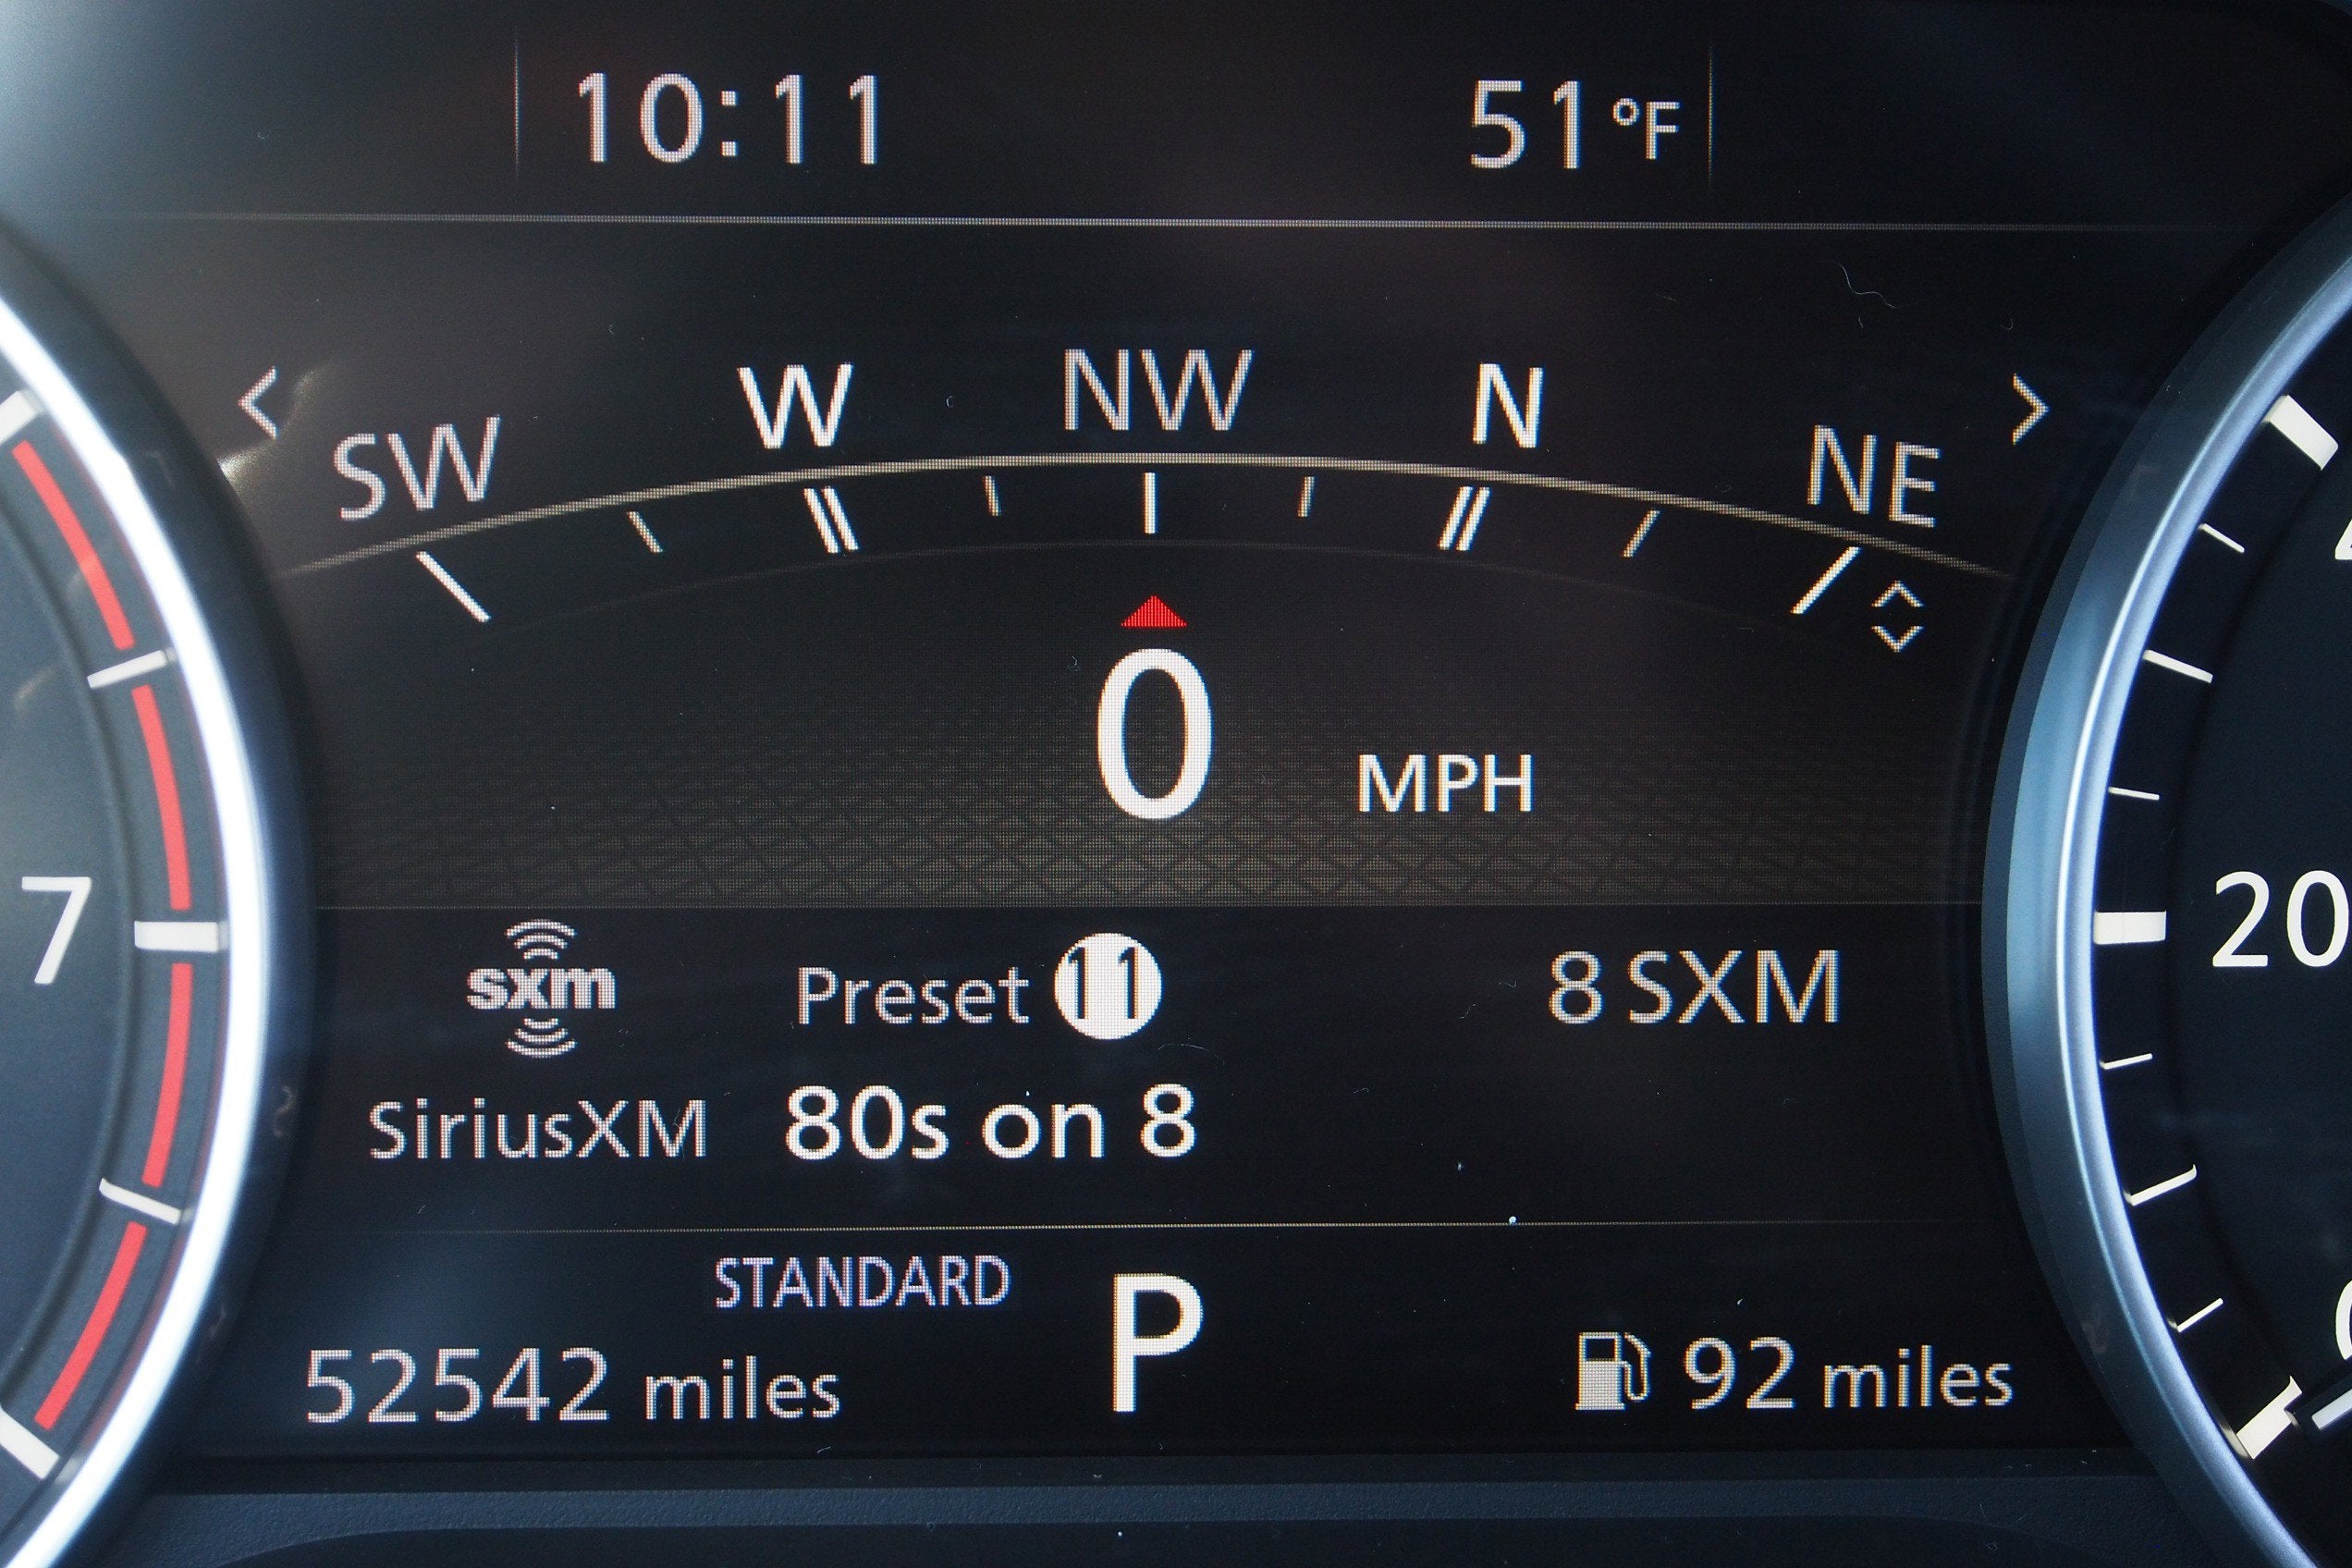 10:11 51 °F
< SW W NW N NE >
0 MPH
7
20
sxm Preset 11 8 SXM
SiriusXM 80s on 8
STANDARD
P
52542 miles 92 miles